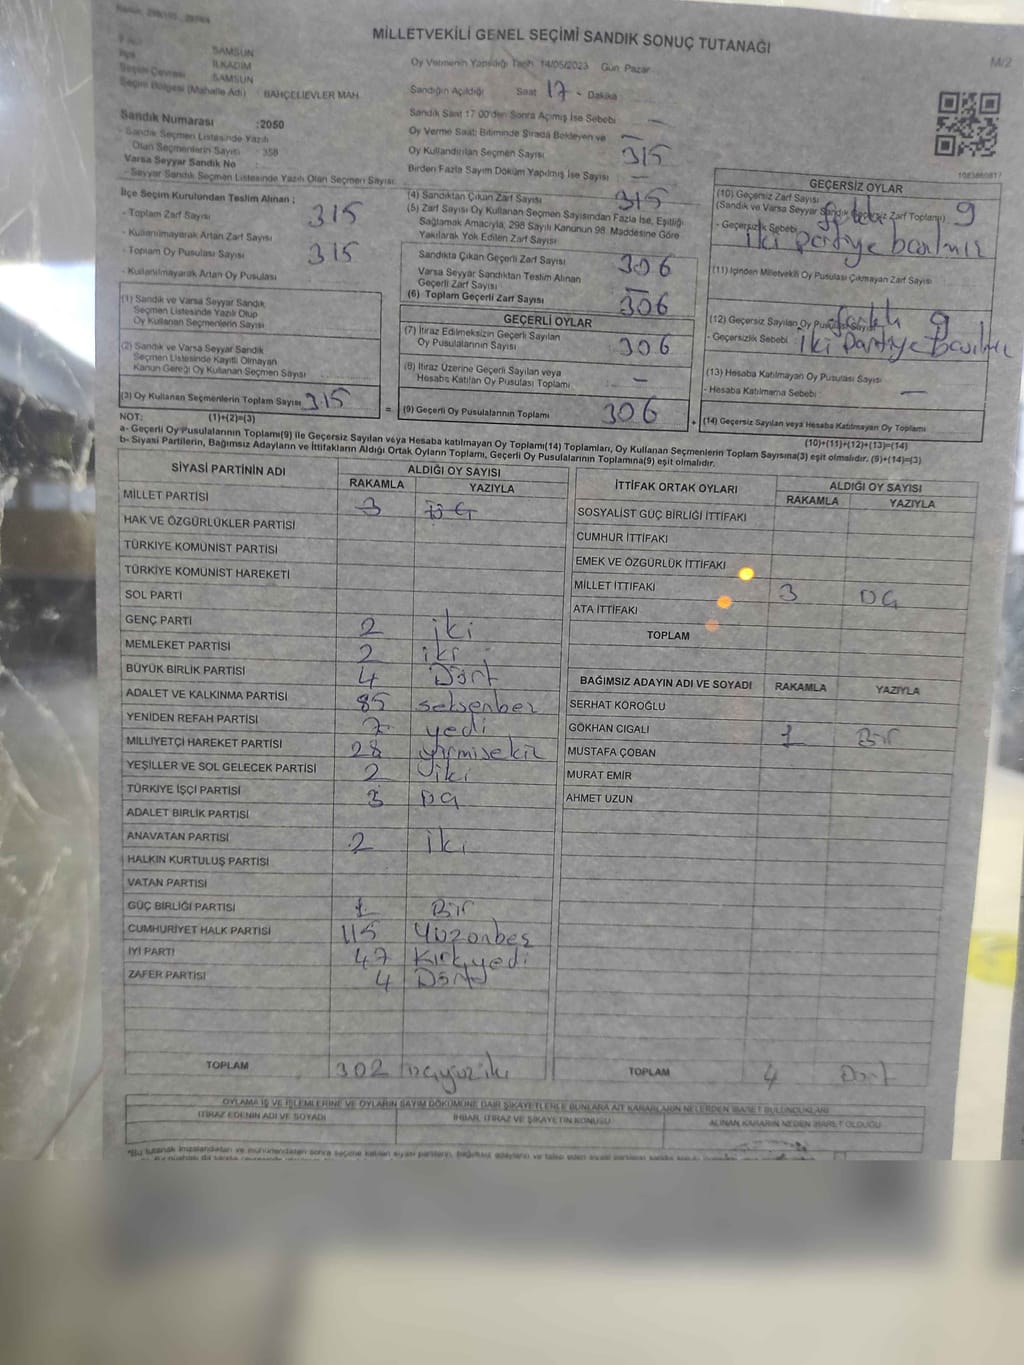 MİLLETVEKİLİ GENEL SEÇİMİ SANDIK SONUÇ TUTANAĞI
M/2
SAMSUN
İlçe İLKADIM
Seçim Çevresi SAMSUN
Seçim Bölgesi (Mahalle Adı) : BAHÇELİEVLER MAH.
Sandık Numarası :2050
Sandık Seçmen Listesinde Yazılı
Olan Seçmenlerin Sayısı : 358
Varsa Seyyar Sandık No
- Seyyar Sandık Seçmen Listesinde Yazılı Olan Seçmen Sayısı
Oy Vermenin Yapıldığı Tarih 14/05/2023 Gün Pazar
Sandığın Açıldığı Saat 17 - Dakika
Sandık Saat 17.00'den Sonra Açılmış İse Sebebi —
Oy Verme Saati Bitiminde Sırada Bekleyen ve —
Oy Kullandırılan Seçmen Sayısı 315
Birden Fazla Sayım Döküm Yapılmış İse Sayısı —
1083860817
İlçe Seçim Kurulundan Teslim Alınan ;
- Toplam Zarf Sayısı 315
- Kullanılmayarak Artan Zarf Sayısı
- Toplam Oy Pusulası Sayısı 315
- Kullanılmayarak Artan Oy Pusulası
(4) Sandıktan Çıkan Zarf Sayısı 315
(5) Zarf Sayısı Oy Kullanan Seçmen Sayısından Fazla İse, Eşitliği
Sağlamak Amacıyla, 298 Sayılı Kanunun 98. Maddesine Göre
Yakılarak Yok Edilen Zarf Sayısı
Sandıkta Çıkan Geçerli Zarf Sayısı 306
Varsa Seyyar Sandıktan Teslim Alınan
Geçerli Zarf Sayısı —
(6) Toplam Geçerli Zarf Sayısı 306
GEÇERSİZ OYLAR
(10) Geçersiz Zarf Sayısı
(Sandık ve Varsa Seyyar Sandık Geçersiz Zarf Toplamı) 9
- Geçersizlik Sebebi
iki partiye basılmış
(11) İçinden Milletvekili Oy Pusulası Çıkmayan Zarf Sayısı
(12) Geçersiz Sayılan Oy Pusulası Sayısı 9
- Geçersizlik Sebebi : iki Partiye Basılmış
(13) Hesaba Katılmayan Oy Pusulası Sayısı
- Hesaba Katılmama Sebebi —
(14) Geçersiz Sayılan veya Hesaba Katılmayan Oy Toplamı
(10)+(11)+(12)+(13)=(14)
(1) Sandık ve Varsa Seyyar Sandık
Seçmen Listesinde Yazılı Olup
Oy Kullanan Seçmenlerin Sayısı
(2) Sandık ve Varsa Seyyar Sandık
Seçmen Listesinde Kayıtlı Olmayan
Kanun Gereği Oy Kullanan Seçmen Sayısı
(3) Oy Kullanan Seçmenlerin Toplam Sayısı 315
GEÇERLİ OYLAR
(7) İtiraz Edilmeksizin Geçerli Sayılan
Oy Pusulalarının Sayısı 306
(8) İtiraz Üzerine Geçerli Sayılan veya
Hesaba Katılan Oy Pusulası Toplamı —
= (9) Geçerli Oy Pusulalarının Toplamı 306 +
NOT: (1)+(2)=(3)
a- Geçerli Oy Pusulalarının Toplamı(9) ile Geçersiz Sayılan veya Hesaba katılmayan Oy Toplamı(14) Toplamları, Oy Kullanan Seçmenlerin Toplam Sayısına(3) eşit olmalıdır. (9)+(14)=(3)
b- Siyasi Partilerin, Bağımsız Adayların ve İttifakların Aldığı Ortak Oyların Toplamı, Geçerli Oy Pusulalarının Toplamına(9) eşit olmalıdır.
SİYASİ PARTİNİN ADI ALDIĞI OY SAYISI
RAKAMLA YAZIYLA
MİLLET PARTİSİ 3
HAK VE ÖZGÜRLÜKLER PARTİSİ
TÜRKİYE KOMÜNİST PARTİSİ
TÜRKİYE KOMÜNİST HAREKETİ
SOL PARTİ
GENÇ PARTİ 2 iki
MEMLEKET PARTİSİ 2 iki
BÜYÜK BİRLİK PARTİSİ 4 Dört
ADALET VE KALKINMA PARTİSİ 85 seksenbeş
YENİDEN REFAH PARTİSİ 7 yedi
MİLLİYETÇİ HAREKET PARTİSİ 28 yirmisekiz
YEŞİLLER VE SOL GELECEK PARTİSİ 2 iki
TÜRKİYE İŞÇİ PARTİSİ 3
ADALET BİRLİK PARTİSİ
ANAVATAN PARTİSİ 2 iki
HALKIN KURTULUŞ PARTİSİ
VATAN PARTİSİ
GÜÇ BİRLİĞİ PARTİSİ 1 Bir
CUMHURİYET HALK PARTİSİ 115 Yüzonbeş
İYİ PARTİ 47 Kırkyedi
ZAFER PARTİSİ 4 Dört
TOPLAM 302
İTTİFAK ORTAK OYLARI ALDIĞI OY SAYISI
RAKAMLA YAZIYLA
SOSYALİST GÜÇ BİRLİĞİ İTTİFAKI
CUMHUR İTTİFAKI
EMEK VE ÖZGÜRLÜK İTTİFAKI
MİLLET İTTİFAKI 3
ATA İTTİFAKI
TOPLAM
BAĞIMSIZ ADAYIN ADI VE SOYADI RAKAMLA YAZIYLA
SERHAT KÖROĞLU
GÖKHAN CIGALI 1 Bir
MUSTAFA ÇOBAN
MURAT EMİR
AHMET UZUN
TOPLAM 4 Dört
OYLAMA İŞ VE İŞLEMLERİNE VE OYLARIN SAYIM DÖKÜMÜNE DAİR ŞİKAYETLERLE BUNLARA AİT KARARLARIN NELERDEN İBARET BULUNDUKLARI
İTİRAZ EDENİN ADI VE SOYADI İHBAR, İTİRAZ VE ŞİKAYETİN KONUSU ALINAN KARARIN NEDEN İBARET OLDUĞU